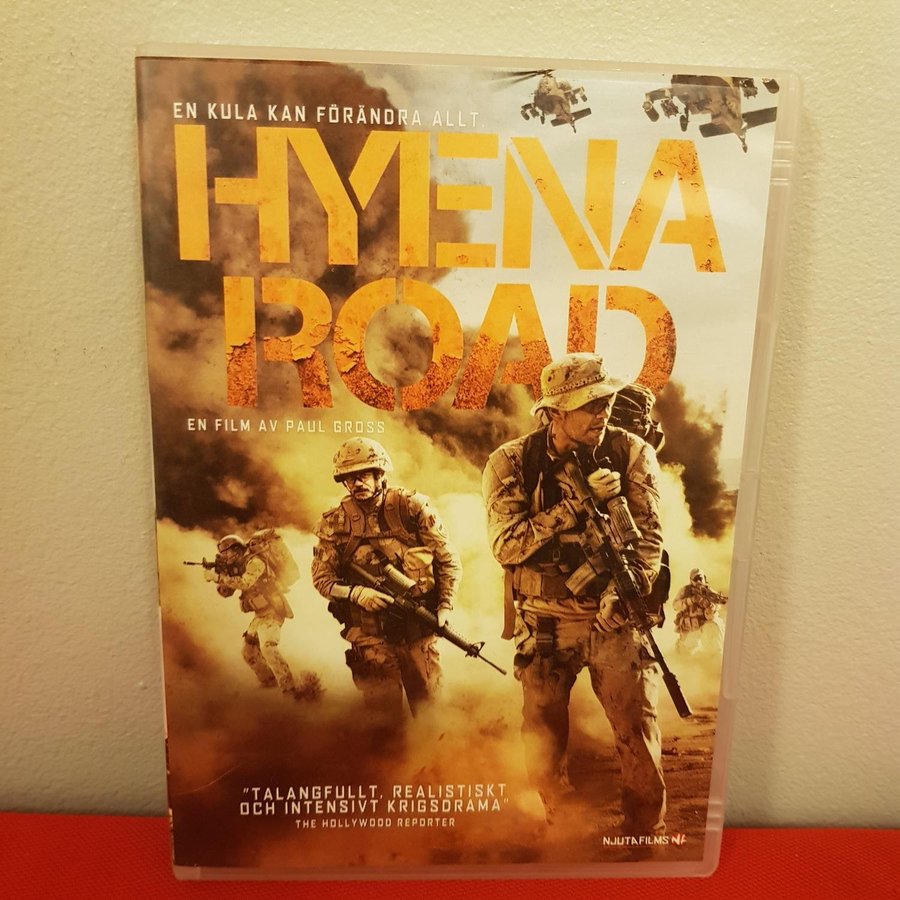 EN KULA KAN FÖRÄNDRA ALLT.
HYENA
ROAD
EN FILM AV PAUL GROSS
"TALANGFULLT, REALISTISKT
OCH INTENSIVT KRIGSDRAMA"
THE HOLLYWOOD REPORTER
NJUTAFILMS NF